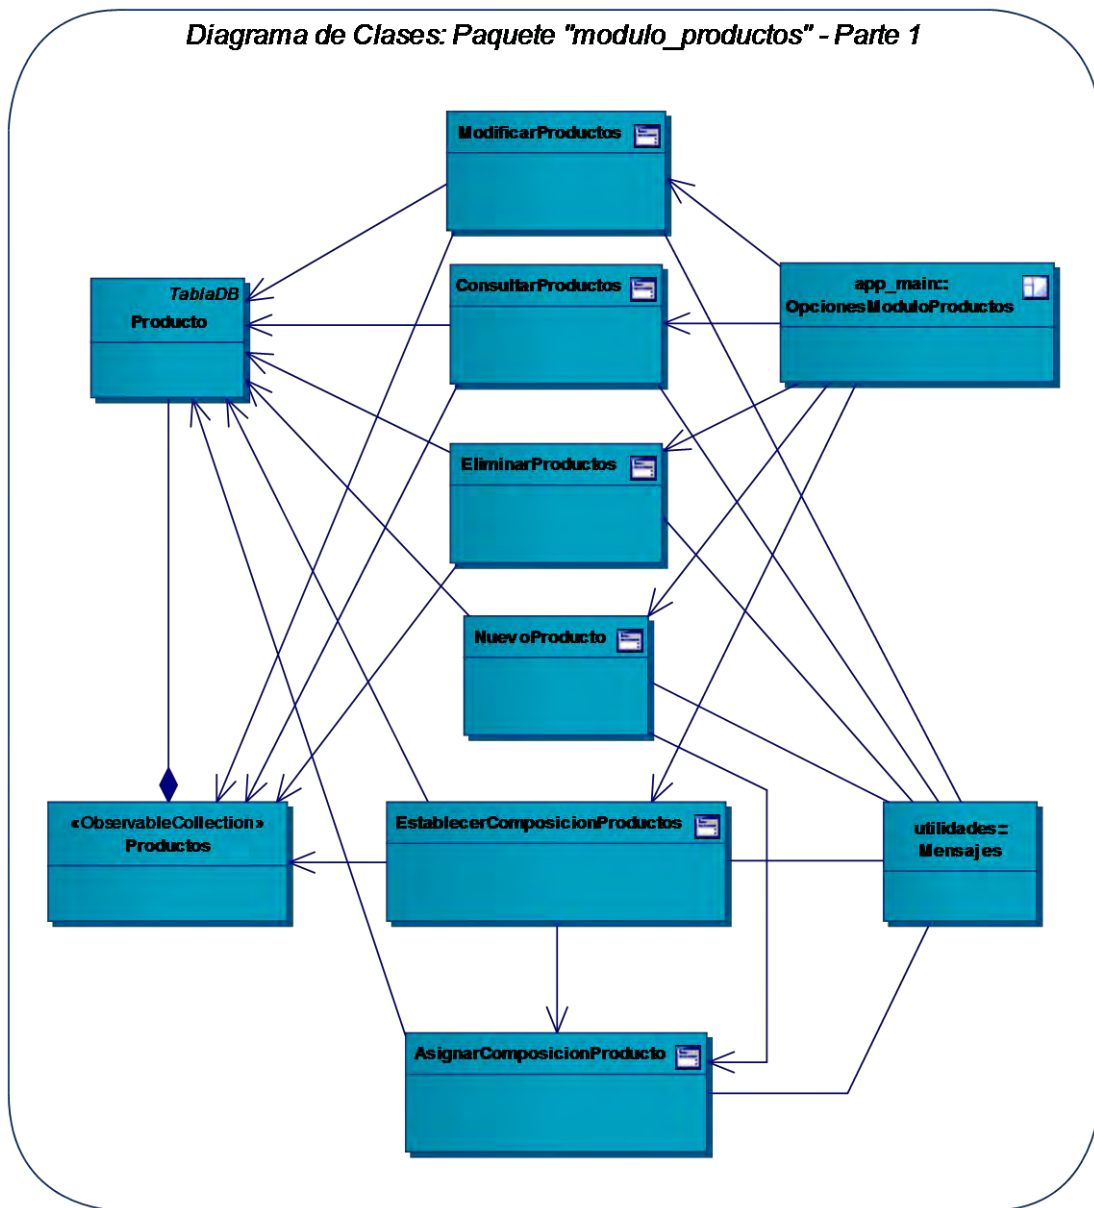 Diagrama de Clases: Paquete "modulo_productos" - Parte 1
ModificarProductos
TablaDB
Producto
ConsultarProductos
app_main::
OpcionesModuloProductos
EliminarProductos
NuevoProducto
«ObservableCollection»
Productos
EstablecerComposicionProductos
utilidades::
Mensajes
AsignarComposicionProducto